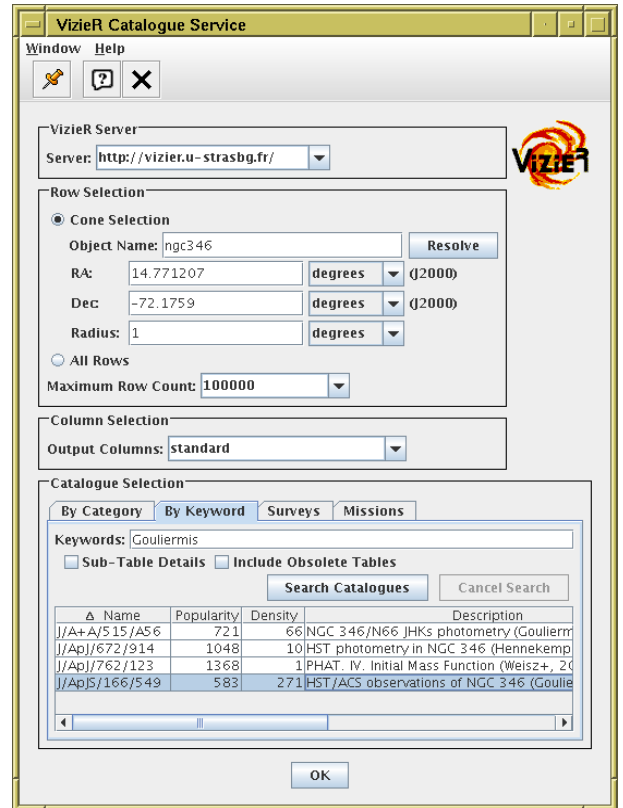 VizieR Catalogue Service
Window Help
VizieR Server
Server: http://vizier.u-strasbg.fr/
VizieR
Row Selection
Cone Selection
Object Name: ngc346 Resolve
RA: 14.771207 degrees (J2000)
Dec: -72.1759 degrees (J2000)
Radius: 1 degrees
All Rows
Maximum Row Count: 100000
Column Selection
Output Columns: standard
Catalogue Selection
By Category By Keyword Surveys Missions
Keywords: Gouliermis
Sub-Table Details Include Obsolete Tables
Search Catalogues Cancel Search
Δ Name Popularity Density Description
J/A+A/515/A56 721 66 NGC 346/N66 JHKs photometry (Goulierm
J/ApJ/672/914 1048 10 HST photometry in NGC 346 (Hennekemp
J/ApJ/762/123 1368 1 PHAT. IV. Initial Mass Function (Weisz+, 20
J/ApJS/166/549 583 271 HST/ACS observations of NGC 346 (Goulie
OK